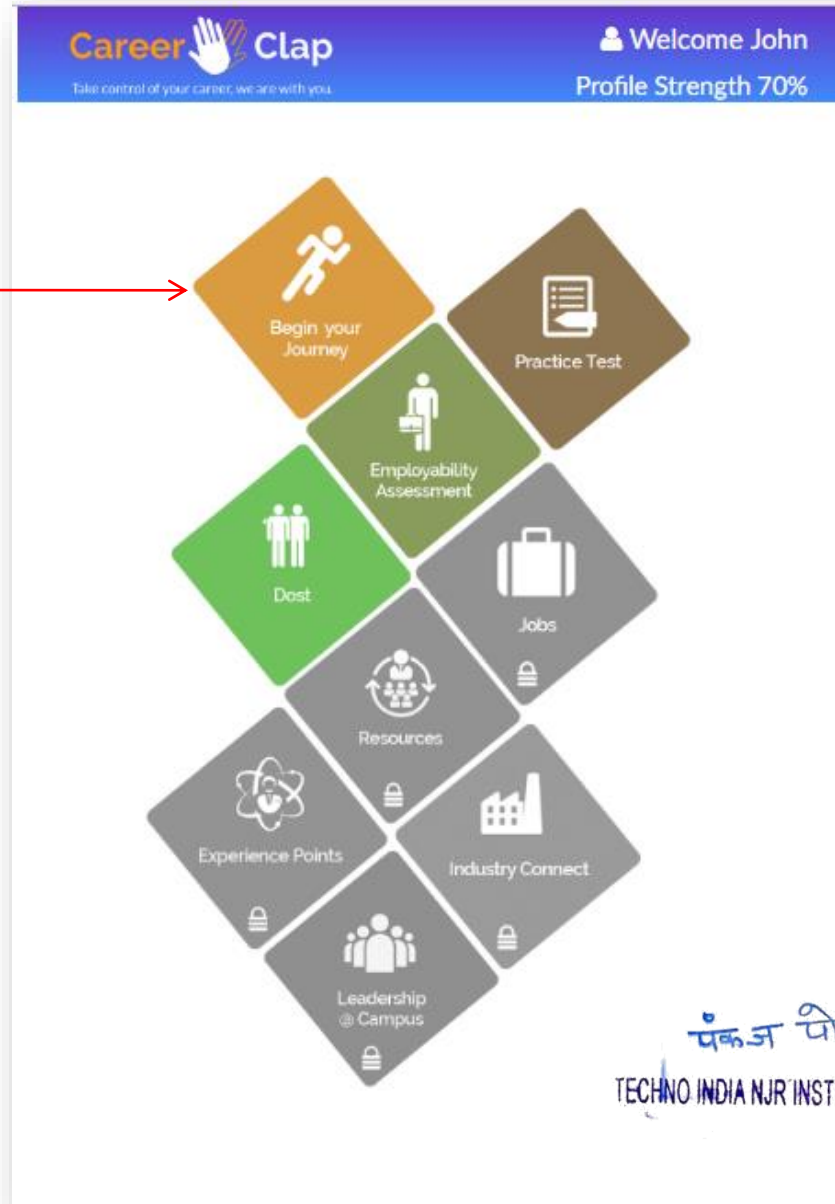 Career Clap
Take control of your career, we are with you.
Welcome John
Profile Strength 70%
Begin your
Journey
Practice Test
Employability
Assessment
Dost
Jobs
Resources
Experience Points
Industry Connect
Leadership
@ Campus
पंकज
TECHNO INDIA NJR INST